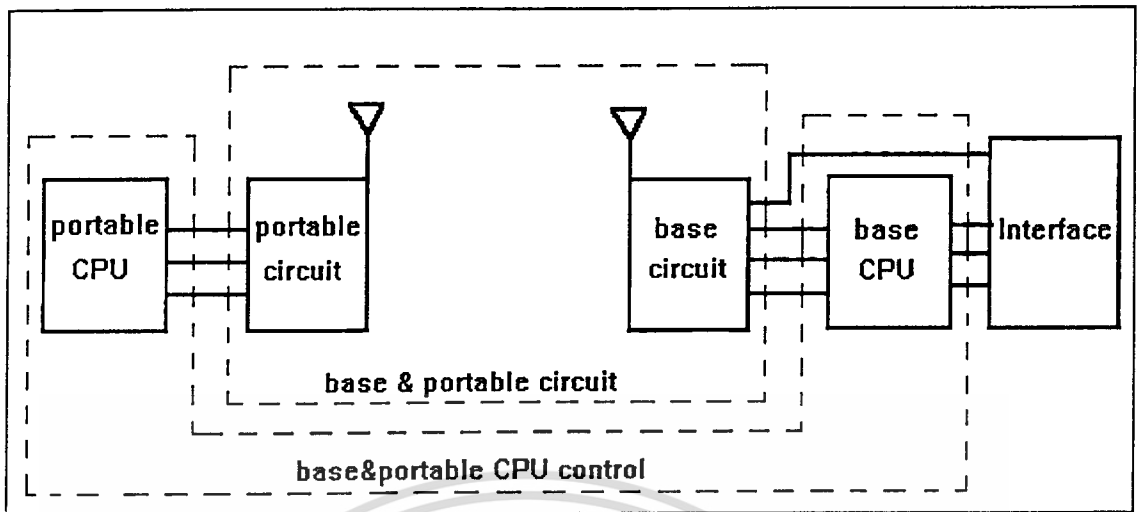 portable
CPU
portable
circuit
base
circuit
base
CPU
Interface
base & portable circuit
base&portable CPU control